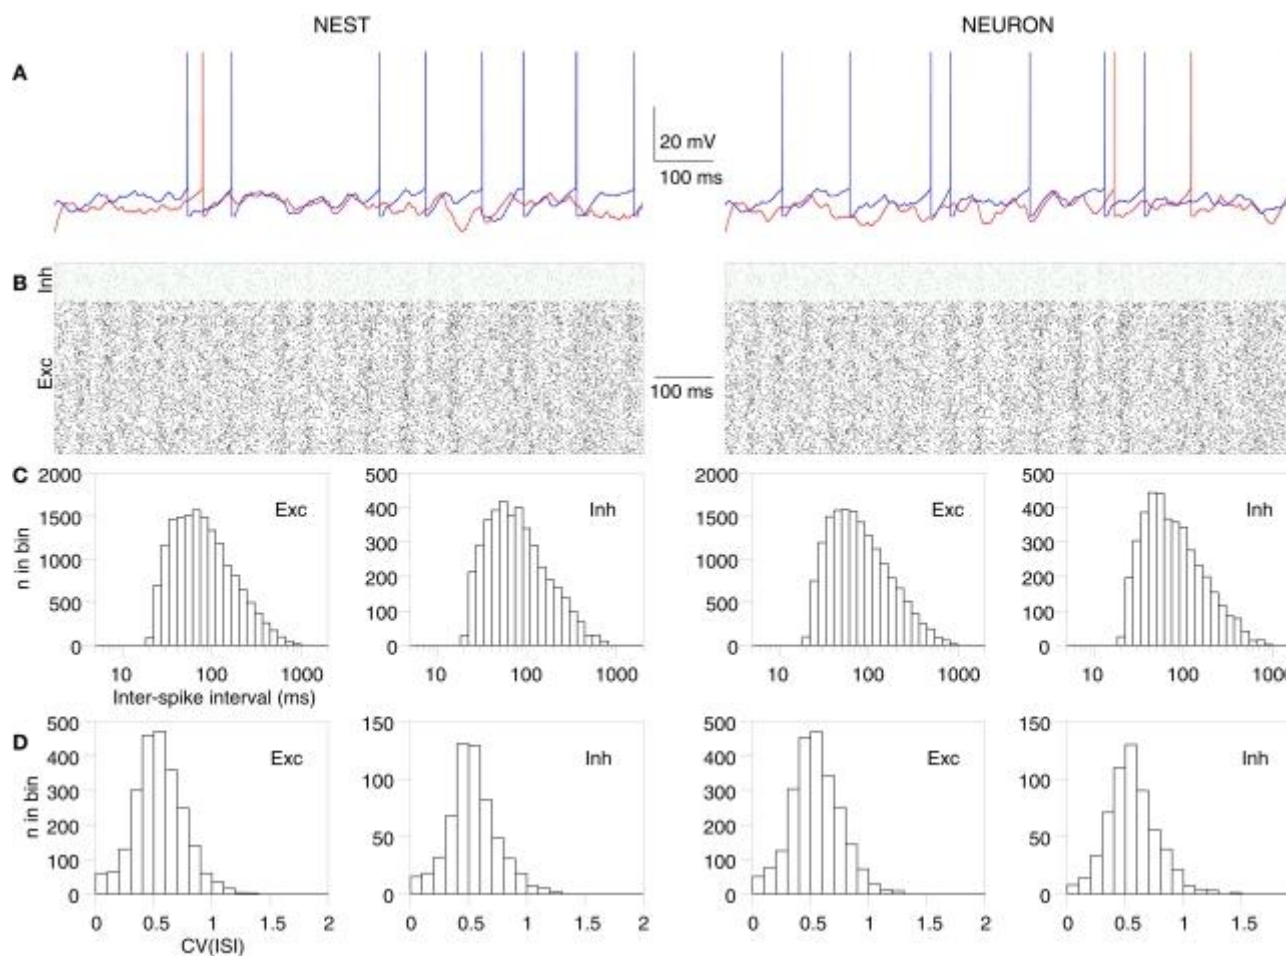 NEST NEURON
A
20 mV
100 ms
B
Inh
Exc
100 ms
C
n in bin
2000
1500
1000
500
0
Exc
10 100 1000
Inter-spike interval (ms)
500
400
300
200
100
0
Inh
10 100 1000
2000
1500
1000
500
0
Exc
10 100 1000
500
400
300
200
100
0
Inh
10 100
D
n in bin
500
400
300
200
100
0
Exc
0 0.5 1 1.5 2
CV(ISI)
150
100
50
0
Inh
0 0.5 1 1.5 2
500
400
300
200
100
0
Exc
0 0.5 1 1.5 2
150
100
50
0
Inh
0 0.5 1 1.5